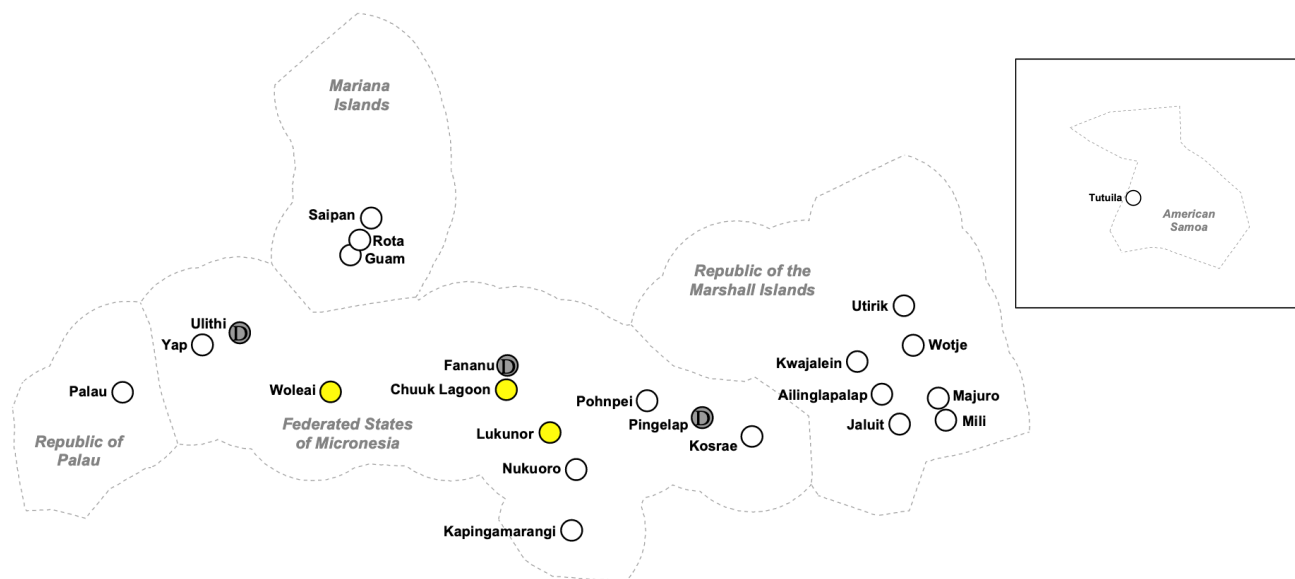 Mariana
Islands
Saipan
Rota
Guam
Tutuila
American
Samoa
Republic of the
Marshall Islands
Utirik
Wotje
Kwajalein
Ailinglapalap
Majuro
Mili
Jaluit
Ulithi
D
Yap
Palau
Republic of
Palau
Woleai
Fananu
D
Chuuk Lagoon
Federated States
of Micronesia
Lukunor
Pohnpei
Pingelap
D
Kosrae
Nukuoro
Kapingamarangi